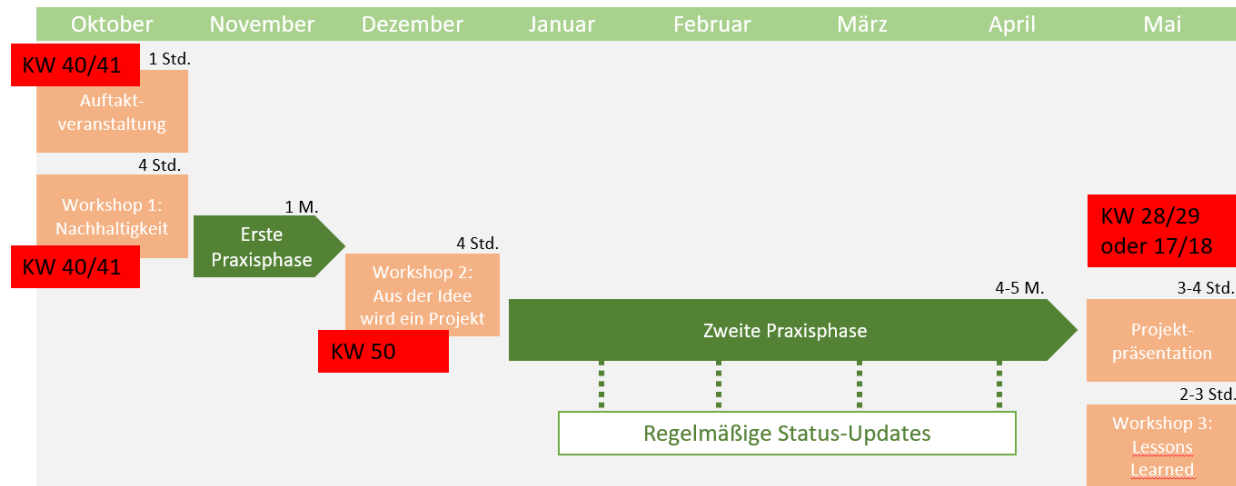 Oktober November Dezember Januar Februar März April Mai
KW 40/41
1 Std.
Auftakt-
veranstaltung
4 Std.
Workshop 1:
Nachhaltigkeit
KW 40/41
1 M.
Erste
Praxisphase
4 Std.
Workshop 2:
Aus der Idee
wird ein Projekt
KW 50
4-5 M.
Zweite Praxisphase
Regelmäßige Status-Updates
KW 28/29
oder 17/18
3-4 Std.
Projekt-
präsentation
2-3 Std.
Workshop 3:
Lessons
Learned